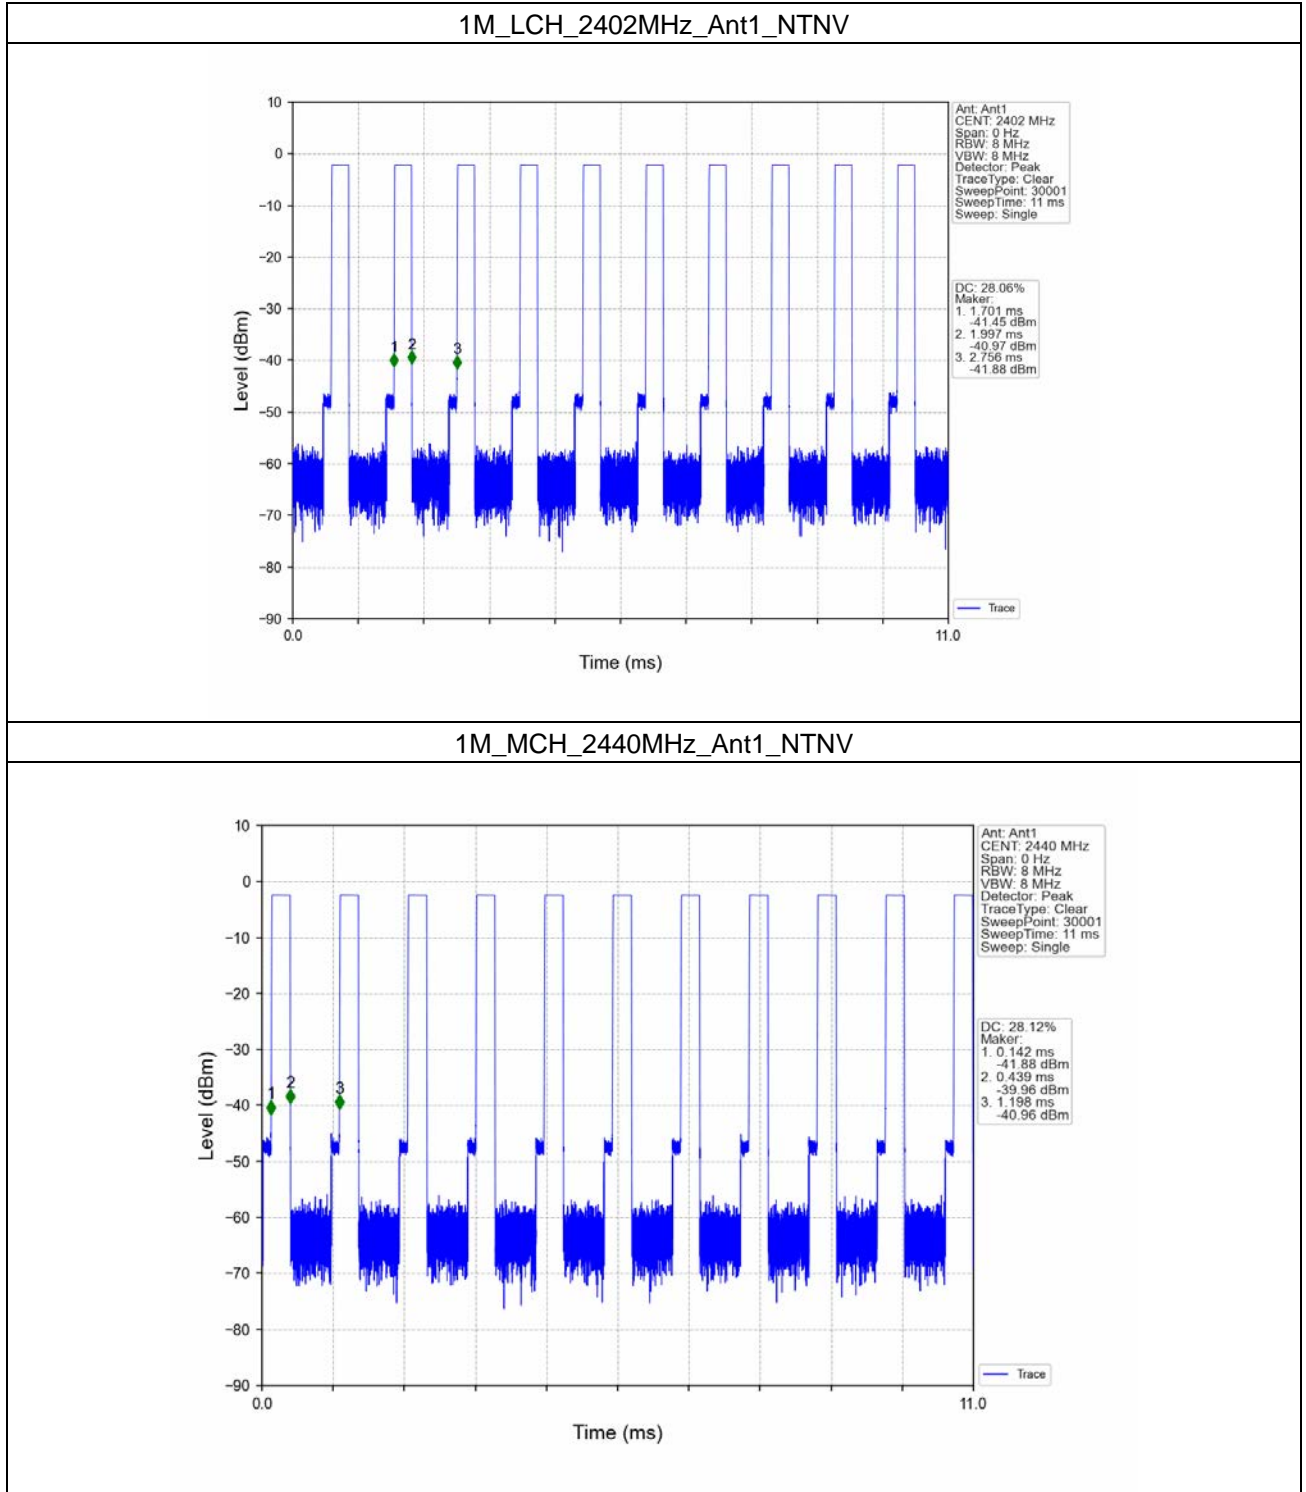 1M_LCH_2402MHz_Ant1_NTNV
10
0
−10
−20
−30
−40
−50
−60
−70
−80
−90
Level (dBm)
0.0
11.0
Time (ms)
1
2
3
Ant: Ant1
CENT: 2402 MHz
Span: 0 Hz
RBW: 8 MHz
VBW: 8 MHz
Detector: Peak
TraceType: Clear
SweepPoint: 30001
SweepTime: 11 ms
Sweep: Single
DC: 28.06%
Maker:
1. 1.701 ms
-41.45 dBm
2. 1.997 ms
-40.97 dBm
3. 2.756 ms
-41.88 dBm
Trace
1M_MCH_2440MHz_Ant1_NTNV
10
0
−10
−20
−30
−40
−50
−60
−70
−80
−90
Level (dBm)
0.0
11.0
Time (ms)
1
2
3
Ant: Ant1
CENT: 2440 MHz
Span: 0 Hz
RBW: 8 MHz
VBW: 8 MHz
Detector: Peak
TraceType: Clear
SweepPoint: 30001
SweepTime: 11 ms
Sweep: Single
DC: 28.12%
Maker:
1. 0.142 ms
-41.88 dBm
2. 0.439 ms
-39.96 dBm
3. 1.198 ms
-40.96 dBm
Trace